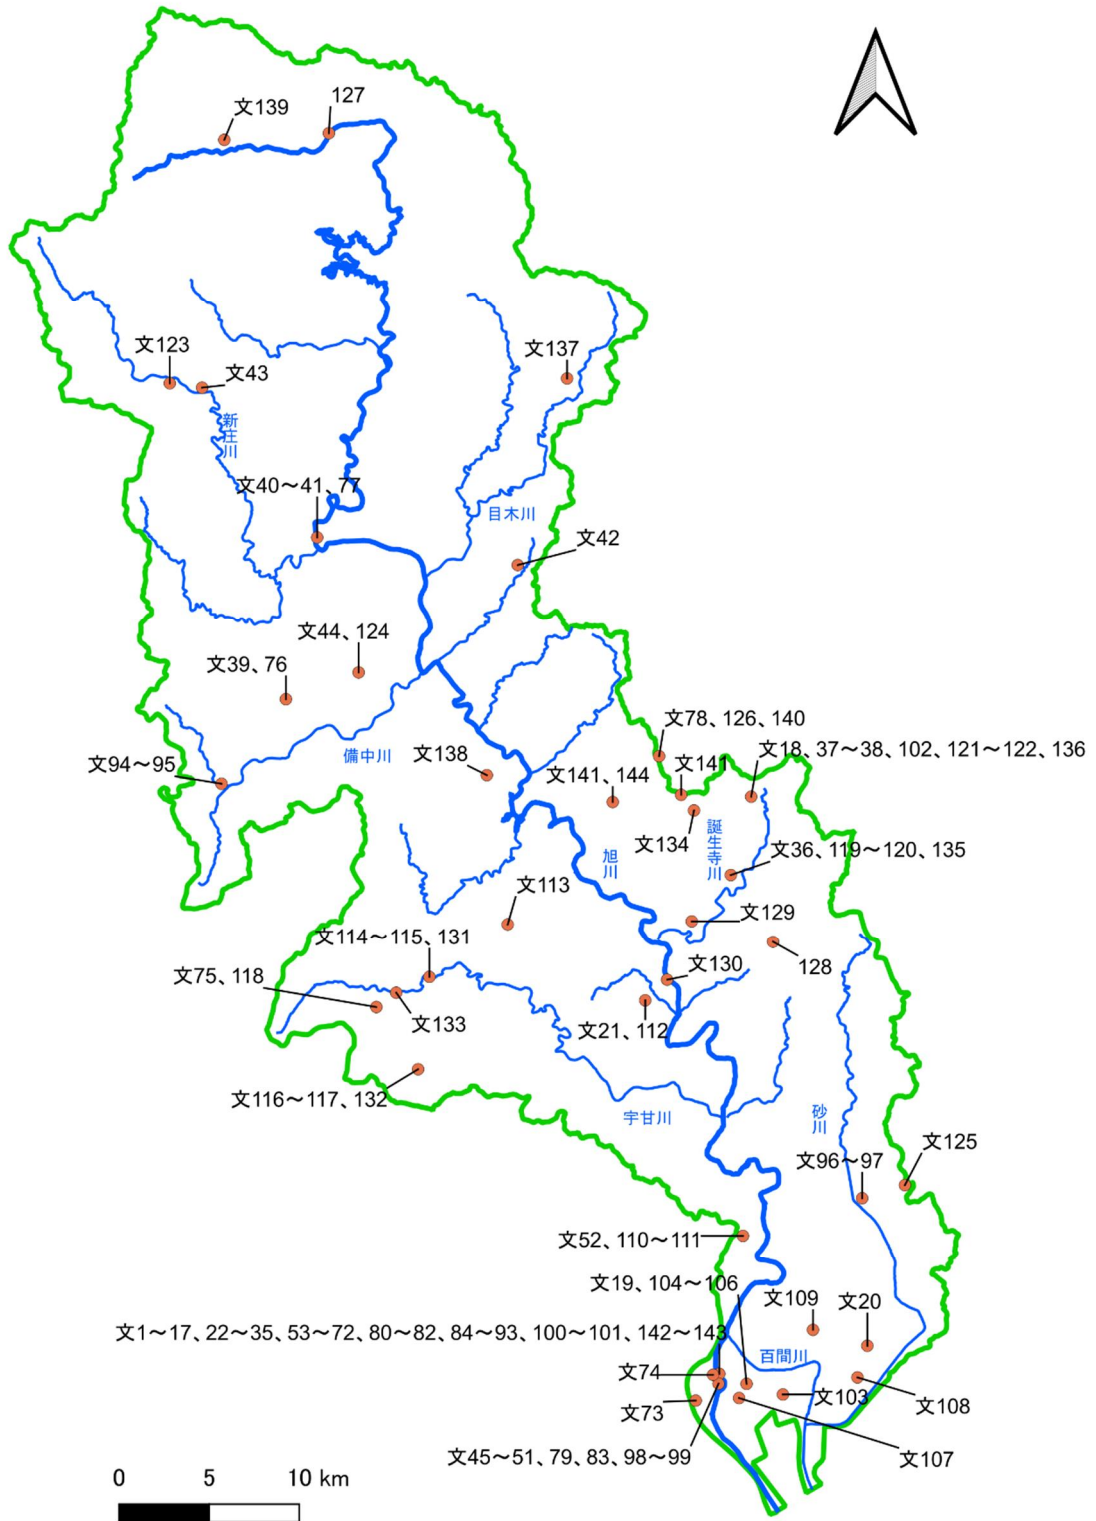 文139
127
文123
文43
文137
新庄川
文40～41、77
目木川
文42
文44、124
文39、76
文78、126、140
備中川
文138
文94～95
文141、144
文141
文18、37～38、102、121～122、136
文134
誕生寺川
旭川
文36、119～120、135
文113
文129
文114～115、131
128
文75、118
文130
文133
文21、112
文116～117、132
宇甘川
砂川
文125
文96～97
文52、110～111
文19、104～106
文109
文20
文1～17、22～35、53～72、80～82、84～93、100～101、142～143
百間川
文74
文103
文108
文73
文45～51、79、83、98～99
文107
0 5 10 km